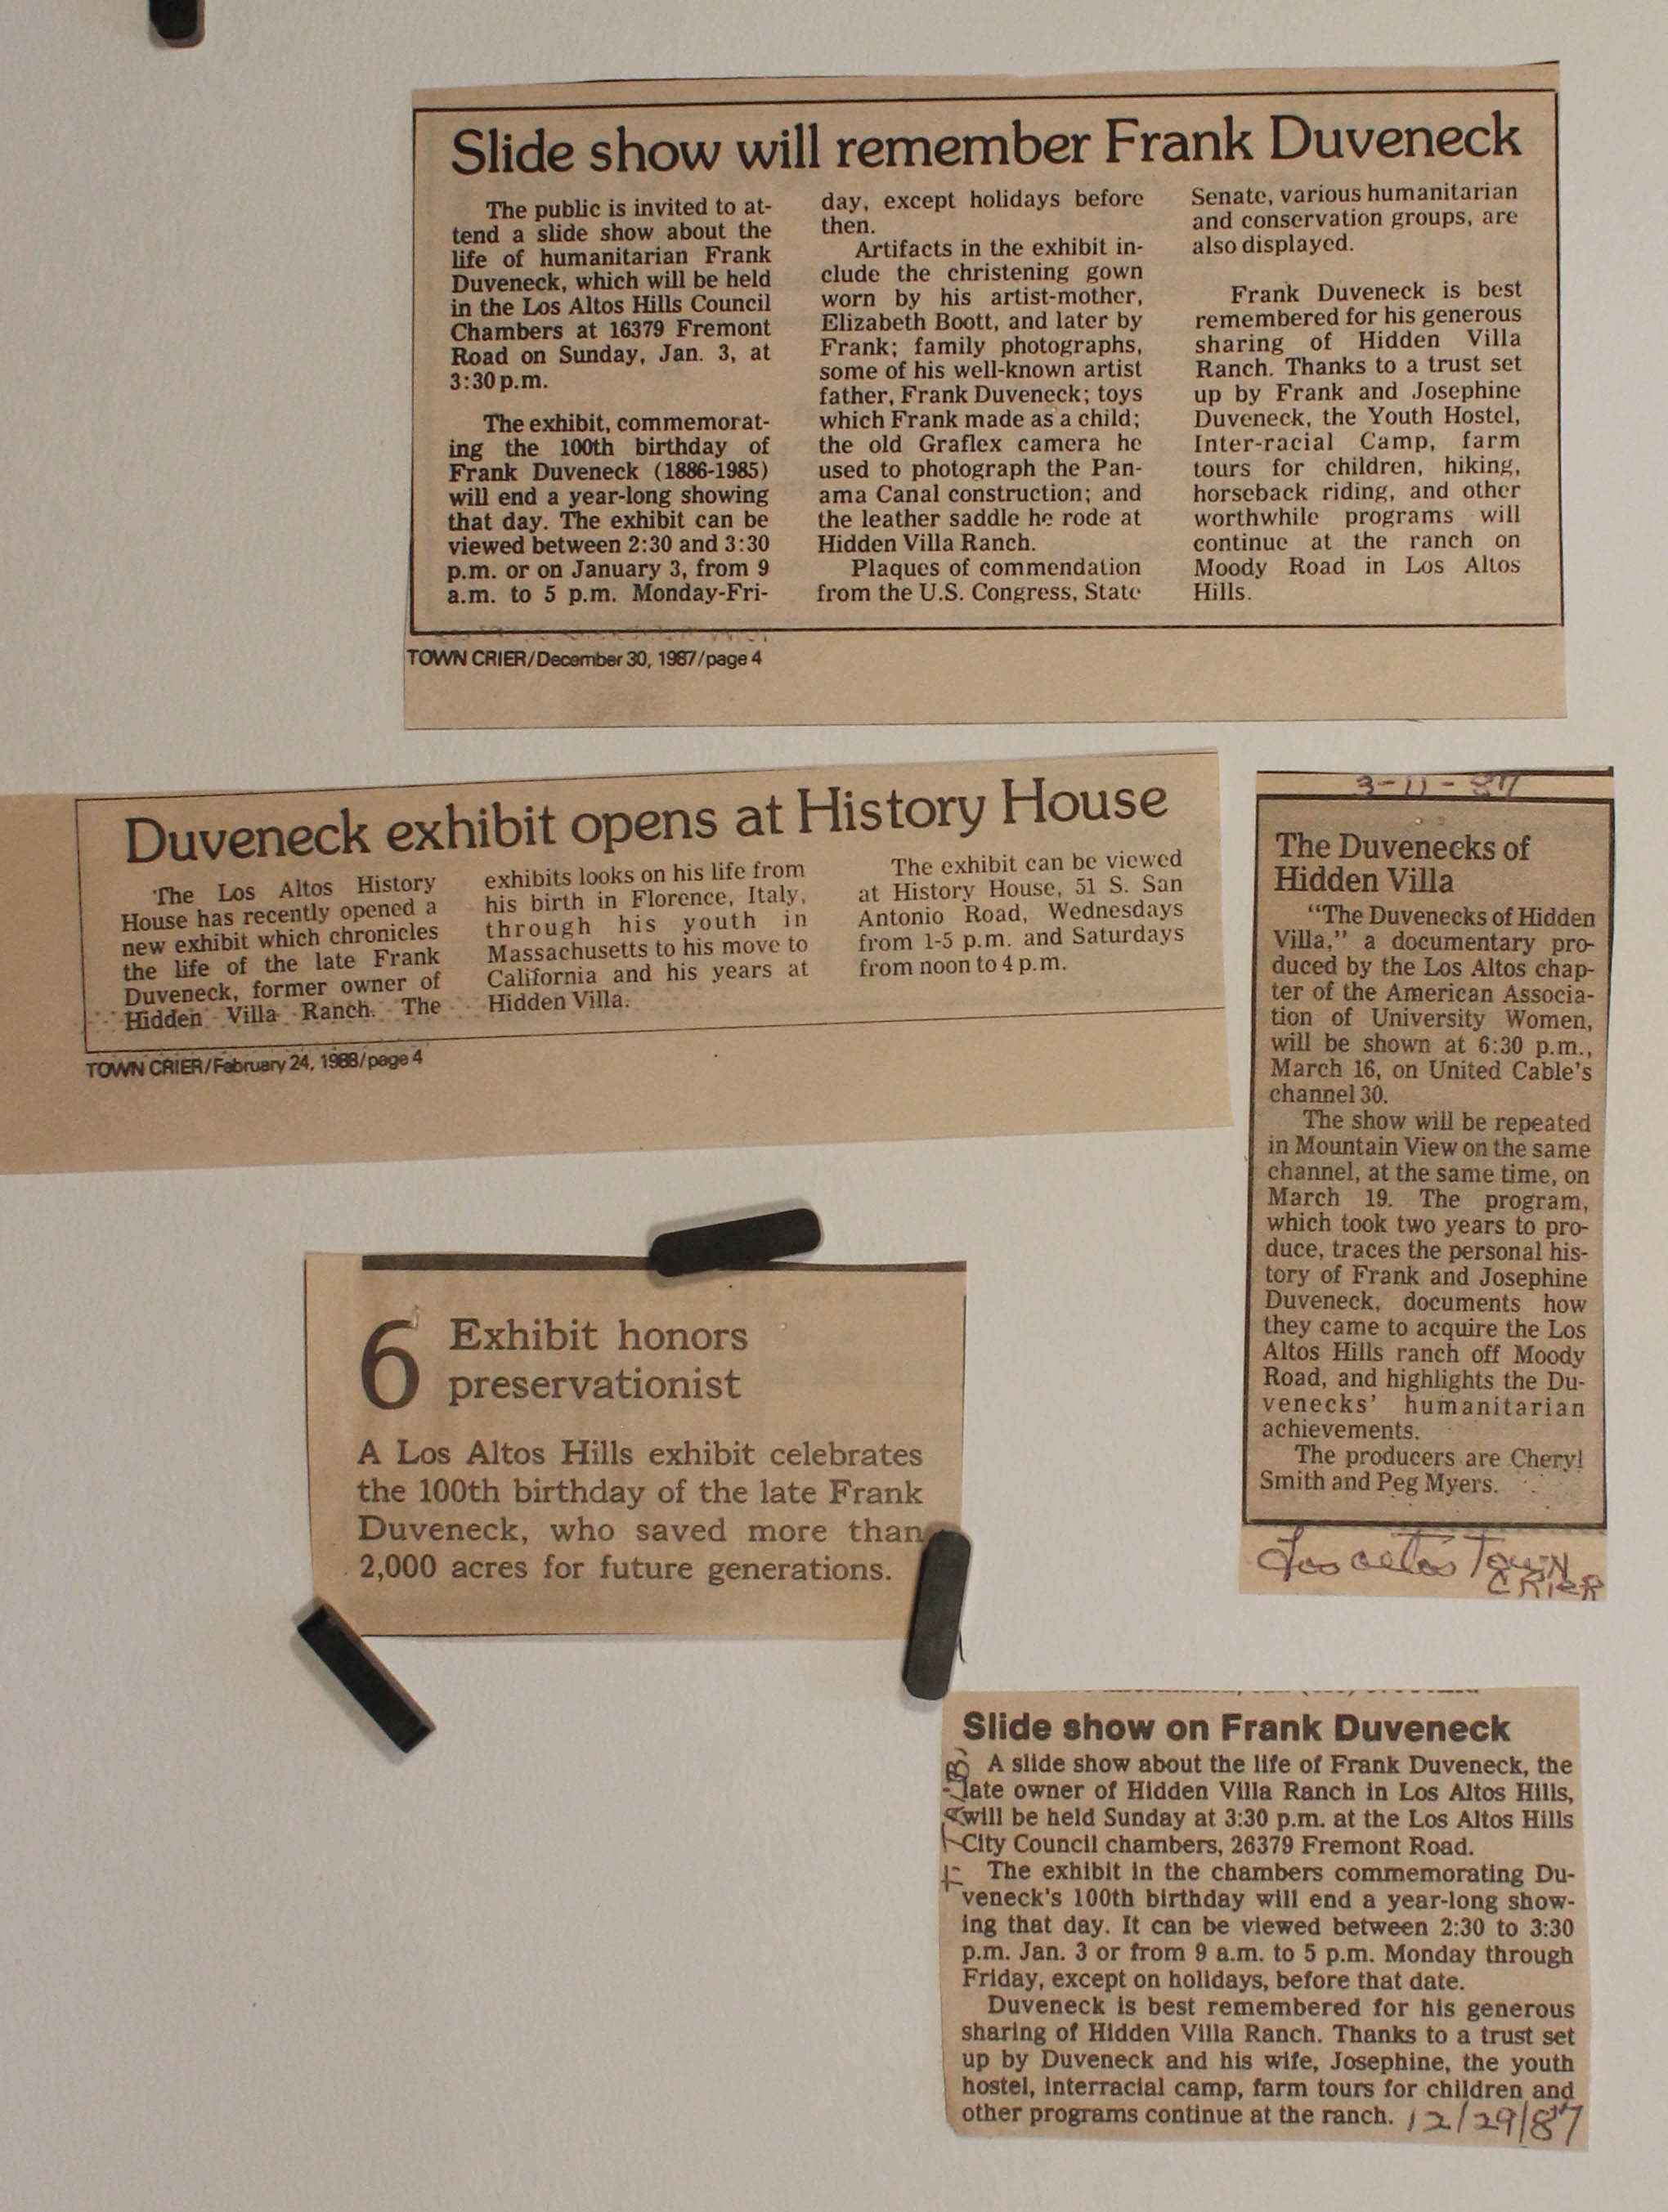 Slide show will remember Frank Duveneck
The public is invited to at-
tend a slide show about the
life of humanitarian Frank
Duveneck, which will be held
in the Los Altos Hills Council
Chambers at 16379 Fremont
Road on Sunday, Jan. 3, at
3:30 p.m.
The exhibit, commemorat-
ing the 100th birthday of
Frank Duveneck (1886-1985)
will end a year-long showing
that day. The exhibit can be
viewed between 2:30 and 3:30
p.m. or on January 3, from 9
a.m. to 5 p.m. Monday-Fri-
day, except holidays before
then.
Artifacts in the exhibit in-
clude the christening gown
worn by his artist-mother,
Elizabeth Boott, and later by
Frank; family photographs,
some of his well-known artist
father, Frank Duveneck; toys
which Frank made as a child;
the old Graflex camera he
used to photograph the Pan-
ama Canal construction; and
the leather saddle he rode at
Hidden Villa Ranch.
Plaques of commendation
from the U.S. Congress, State
Senate, various humanitarian
and conservation groups, are
also displayed.
Frank Duveneck is best
remembered for his generous
sharing of Hidden Villa
Ranch. Thanks to a trust set
up by Frank and Josephine
Duveneck, the Youth Hostel,
Inter-racial Camp, farm
tours for children, hiking,
horseback riding, and other
worthwhile programs will
continue at the ranch on
Moody Road in Los Altos
Hills.
TOWN CRIER/December 30, 1987/page 4
Duveneck exhibit opens at History House
The Los Altos History
House has recently opened a
new exhibit which chronicles
the life of the late Frank
Duveneck, former owner of
Hidden Villa Ranch. The
exhibits looks on his life from
his birth in Florence, Italy,
through his youth in
Massachusetts to his move to
California and his years at
Hidden Villa.
The exhibit can be viewed
at History House, 51 S. San
Antonio Road, Wednesdays
from 1-5 p.m. and Saturdays
from noon to 4 p.m.
TOWN CRIER/February 24, 1988/page 4
3-11-87
The Duvenecks of
Hidden Villa
"The Duvenecks of Hidden
Villa," a documentary pro-
duced by the Los Altos chap-
ter of the American Associa-
tion of University Women,
will be shown at 6:30 p.m.,
March 16, on United Cable's
channel 30.
The show will be repeated
in Mountain View on the same
channel, at the same time, on
March 19. The program,
which took two years to pro-
duce, traces the personal his-
tory of Frank and Josephine
Duveneck, documents how
they came to acquire the Los
Altos Hills ranch off Moody
Road, and highlights the Du-
venecks' humanitarian
achievements.
The producers are Cheryl
Smith and Peg Myers.
Los Altos Town
CRIER
6 Exhibit honors
preservationist
A Los Altos Hills exhibit celebrates
the 100th birthday of the late Frank
Duveneck, who saved more than
2,000 acres for future generations.
Slide show on Frank Duveneck
A slide show about the life of Frank Duveneck, the
late owner of Hidden Villa Ranch in Los Altos Hills,
will be held Sunday at 3:30 p.m. at the Los Altos Hills
City Council chambers, 26379 Fremont Road.
The exhibit in the chambers commemorating Du-
veneck's 100th birthday will end a year-long show-
ing that day. It can be viewed between 2:30 to 3:30
p.m. Jan. 3 or from 9 a.m. to 5 p.m. Monday through
Friday, except on holidays, before that date.
Duveneck is best remembered for his generous
sharing of Hidden Villa Ranch. Thanks to a trust set
up by Duveneck and his wife, Josephine, the youth
hostel, interracial camp, farm tours for children and
other programs continue at the ranch. 12/29/87